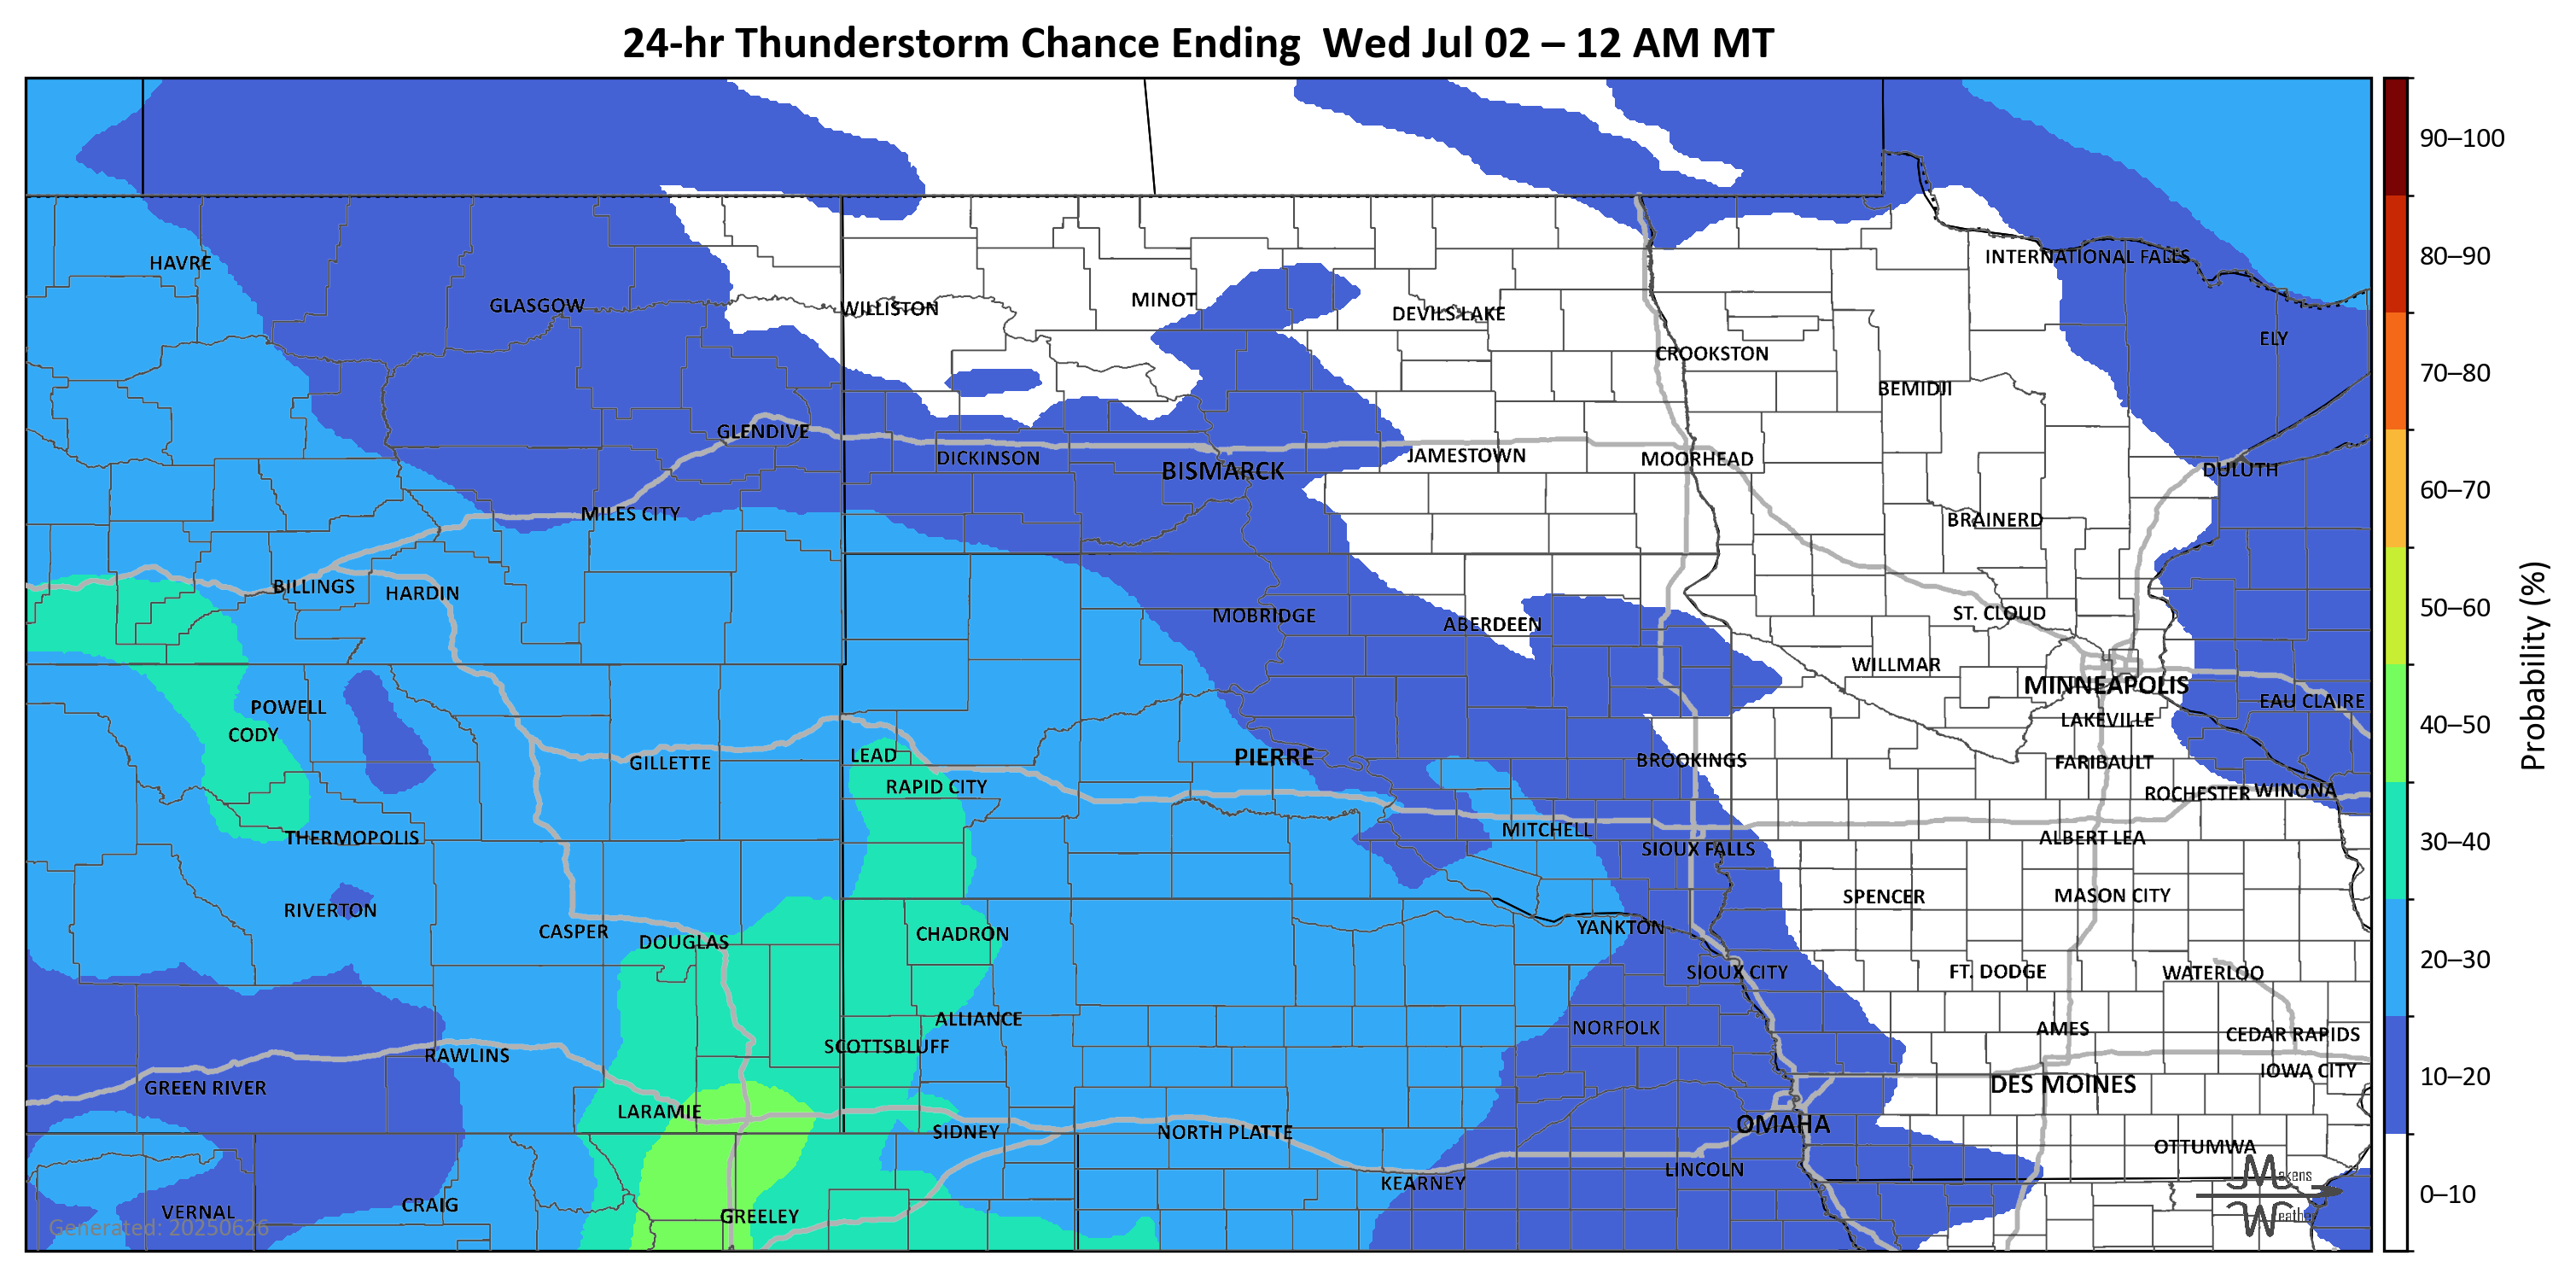 24-hr Thunderstorm Chance Ending  Wed Jul 02 – 12 AM MT
90–100
80–90
70–80
60–70
50–60
40–50
30–40
20–30
10–20
0–10
Probability (%)
HAVRE
GLASGOW
WILLISTON
MINOT
DEVILS LAKE
INTERNATIONAL FALLS
ELY
CROOKSTON
BEMIDJI
GLENDIVE
DICKINSON
BISMARCK
JAMESTOWN
MOORHEAD
DULUTH
MILES CITY
BRAINERD
BILLINGS
HARDIN
MOBRIDGE
ABERDEEN
ST. CLOUD
WILLMAR
MINNEAPOLIS
EAU CLAIRE
POWELL
CODY
LAKEVILLE
GILLETTE
LEAD
RAPID CITY
PIERRE
BROOKINGS
FARIBAULT
ROCHESTER
WINONA
THERMOPOLIS
MITCHELL
SIOUX FALLS
ALBERT LEA
RIVERTON
CASPER
DOUGLAS
CHADRON
YANKTON
SPENCER
MASON CITY
SIOUX CITY
FT. DODGE
WATERLOO
ALLIANCE
SCOTTSBLUFF
NORFOLK
AMES
CEDAR RAPIDS
RAWLINS
GREEN RIVER
LARAMIE
SIDNEY
NORTH PLATTE
OMAHA
DES MOINES
IOWA CITY
OTTUMWA
LINCOLN
KEARNEY
VERNAL
CRAIG
GREELEY
Generated: 20250626
Makens
Weather